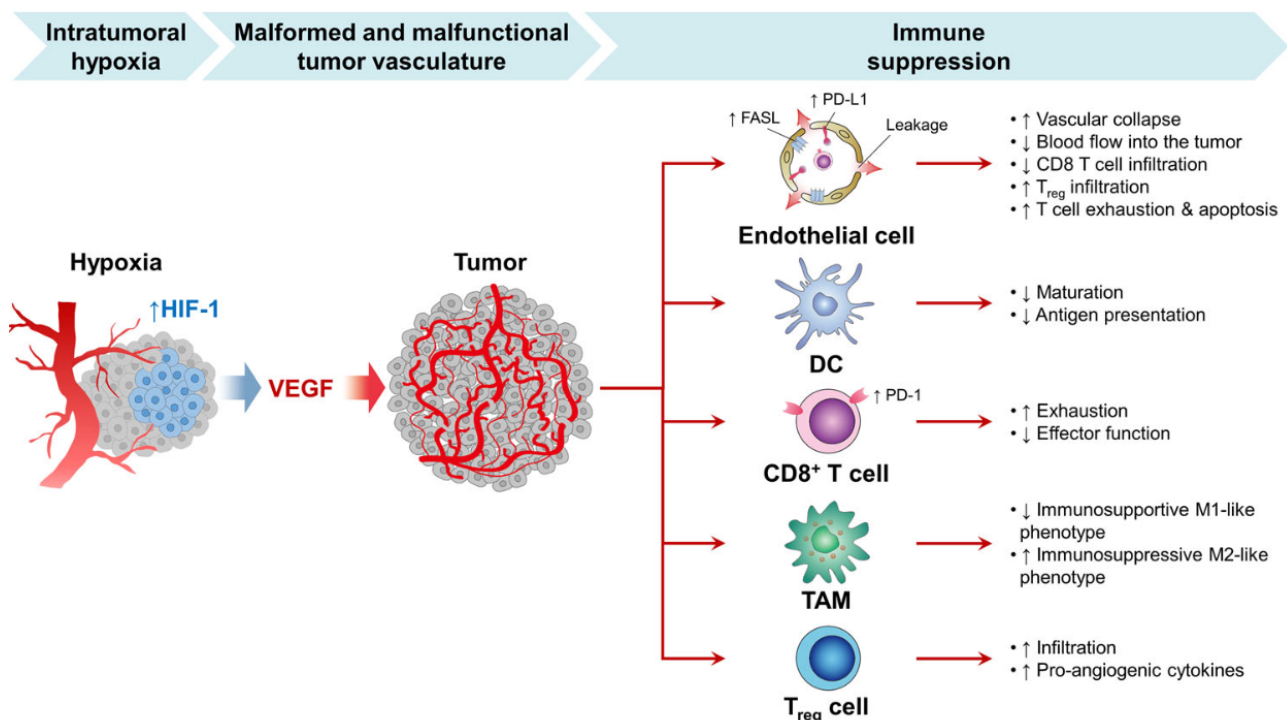 Intratumoral
hypoxia
Malformed and malfunctional
tumor vasculature
Immune
suppression
Hypoxia
↑HIF-1
VEGF
Tumor
↑ FASL
↑ PD-L1
Leakage
Endothelial cell
• ↑ Vascular collapse
• ↓ Blood flow into the tumor
• ↓ CD8 T cell infiltration
• ↑ Treg infiltration
• ↑ T cell exhaustion & apoptosis
DC
• ↓ Maturation
• ↓ Antigen presentation
↑ PD-1
CD8⁺ T cell
• ↑ Exhaustion
• ↓ Effector function
TAM
• ↓ Immunosupportive M1-like
phenotype
• ↑ Immunosuppressive M2-like
phenotype
Treg cell
• ↑ Infiltration
• ↑ Pro-angiogenic cytokines